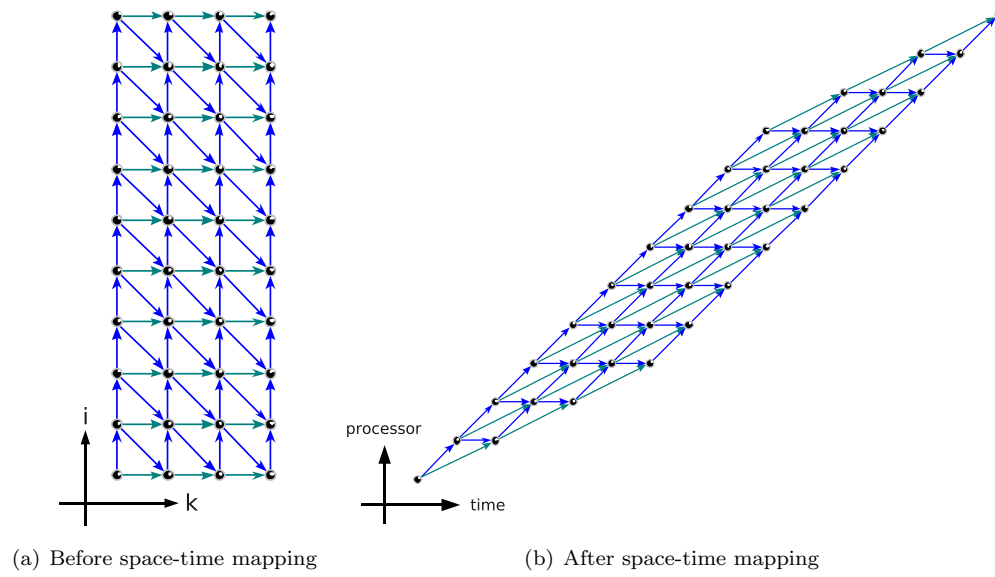 i
k
processor
time
(a) Before space-time mapping
(b) After space-time mapping